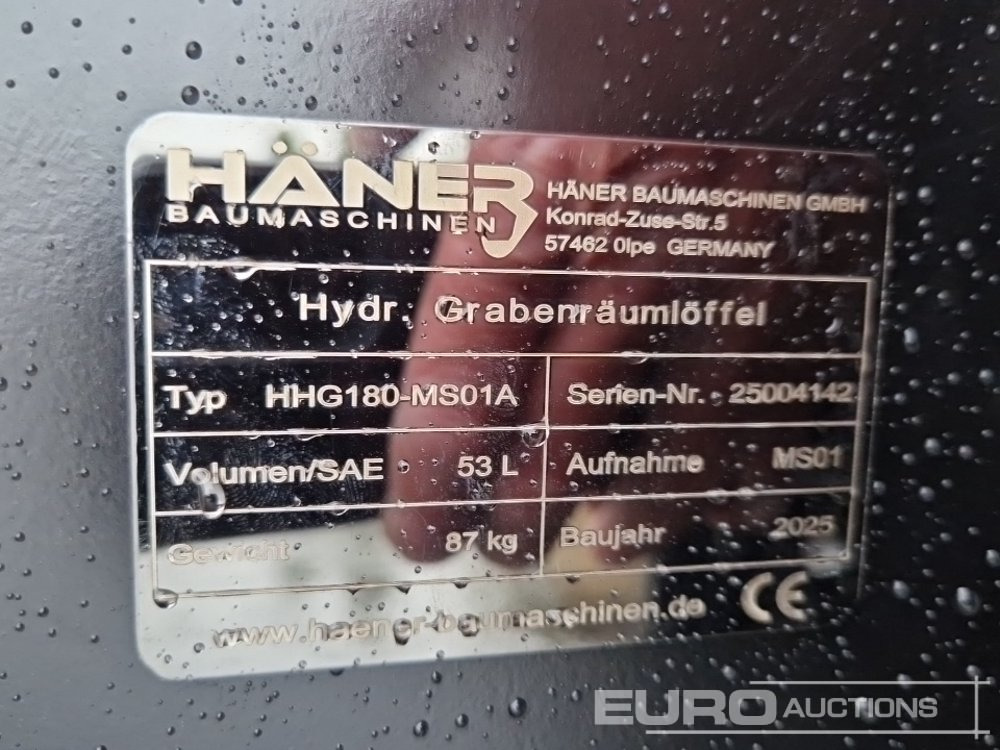 HÄNER
BAUMASCHINEN
HÄNER BAUMASCHINEN GMBH
Konrad-Zuse-Str.5
57462 Olpe GERMANY
Hydr. Grabenräumlöffel
Typ HHG180-MS01A
Serien-Nr. 25004142
Volumen/SAE 53 L
Aufnahme MS01
Gewicht 87 kg
Baujahr 2025
www.haener-baumaschinen.de
CE
EURO AUCTIONS